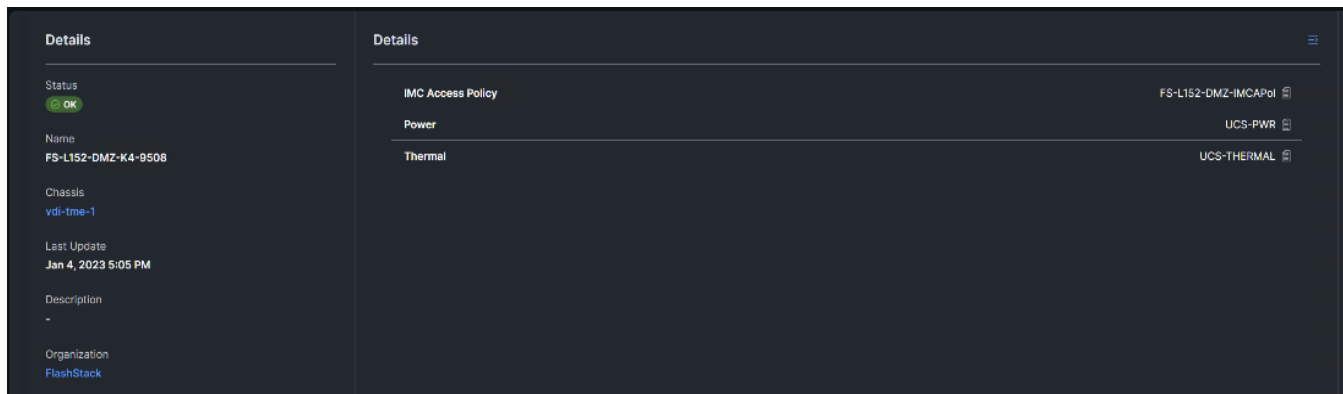 Details
Status
OK
Name
FS-L152-DMZ-K4-9508
Chassis
vdi-tme-1
Last Update
Jan 4, 2023 5:05 PM
Description
-
Organization
FlashStack
Details
IMC Access Policy FS-L152-DMZ-IMCAPol
Power UCS-PWR
Thermal UCS-THERMAL